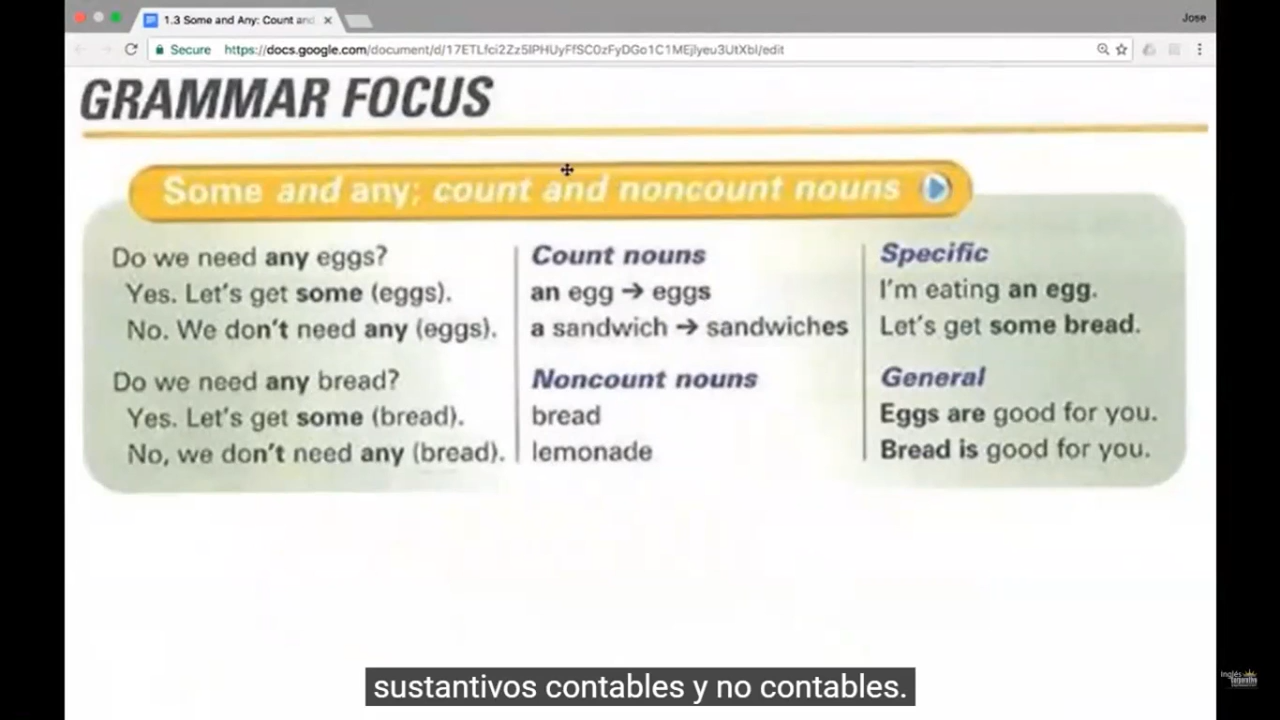 1.3 Some and Any: Count and
Jose
Secure https://docs.google.com/document/d/17ETLfci2Zz5IPHUyFfSC0zFyDGo1C1MEjlyeu3UtXbI/edit
GRAMMAR FOCUS
Some and any; count and noncount nouns
Do we need any eggs?
Yes. Let's get some (eggs).
No. We don't need any (eggs).
Do we need any bread?
Yes. Let's get some (bread).
No, we don't need any (bread).
Count nouns
an egg → eggs
a sandwich → sandwiches
Noncount nouns
bread
lemonade
Specific
I'm eating an egg.
Let's get some bread.
General
Eggs are good for you.
Bread is good for you.
sustantivos contables y no contables.
Inglés